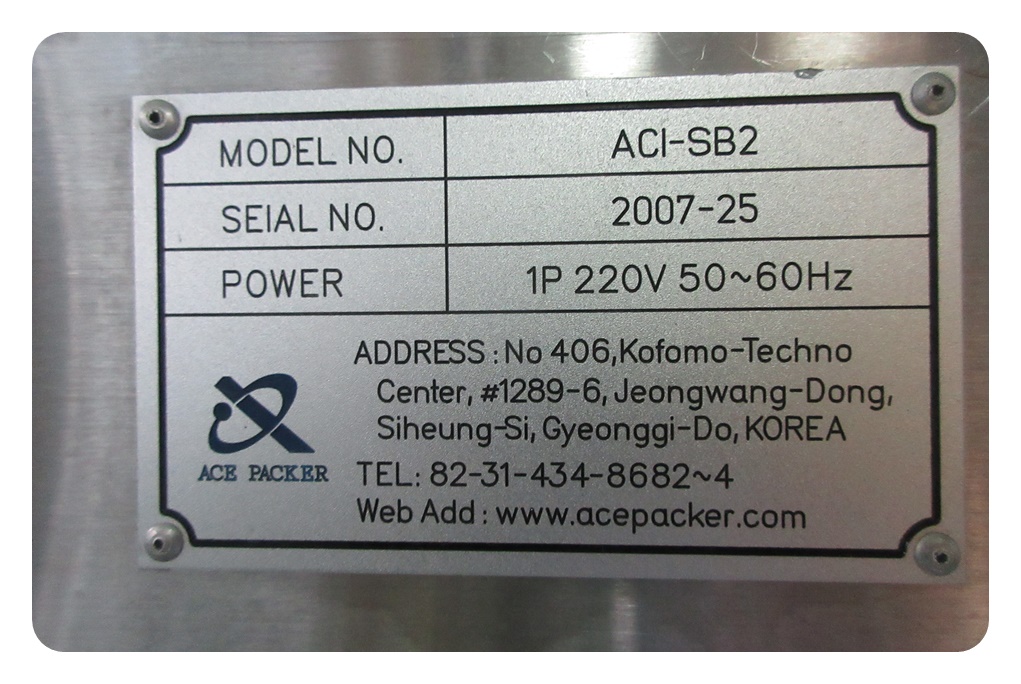 MODEL NO. ACI-SB2
SEIAL NO. 2007-25
POWER 1P 220V 50~60Hz
ADDRESS : No 406,Kofomo-Techno
Center, #1289-6, Jeongwang-Dong,
Siheung-Si, Gyeonggi-Do, KOREA
ACE PACKER
TEL: 82-31-434-8682~4
Web Add : www.acepacker.com